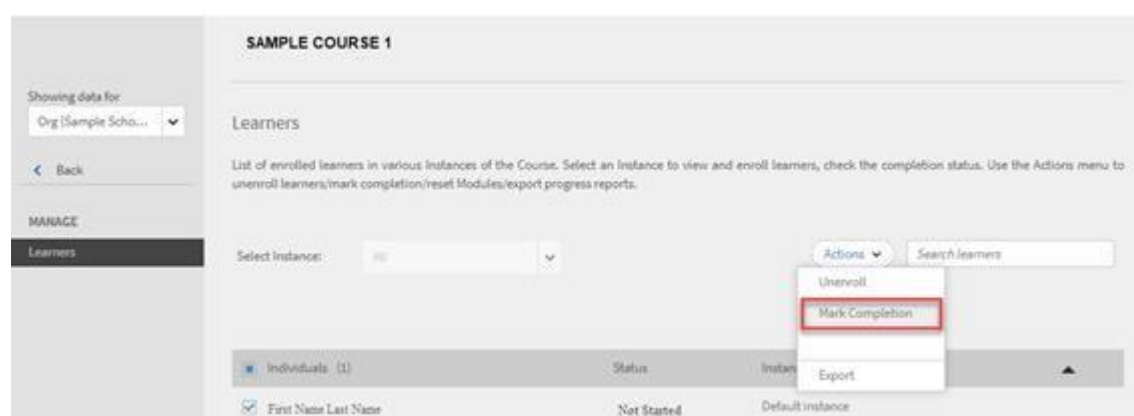 SAMPLE COURSE 1
Showing data for
Org (Sample Scho...
Back
MANAGE
Learners
Learners
List of enrolled learners in various Instances of the Course. Select an Instance to view and enroll learners, check the completion status. Use the Actions menu to
unenroll learners/mark completion/reset Modules/export progress reports.
Select Instance:
Actions
Search learners
Unenroll
Mark Completion
Export
Individuals (1) Status Instan
First Name Last Name Not Started Default instance